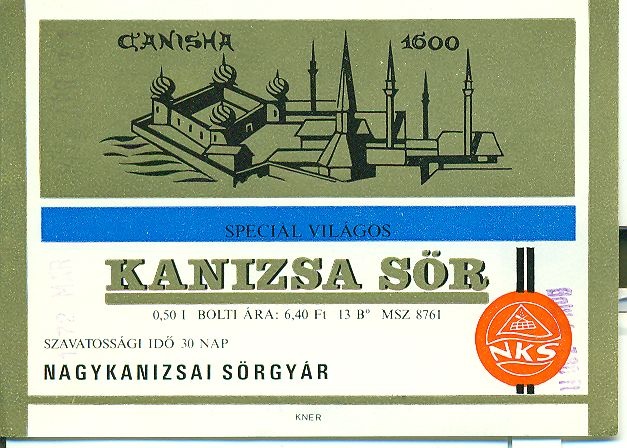 CANISHA 1600
SPECIÁL VILÁGOS
KANIZSA SÖR
0,50 l BOLTI ÁRA: 6,40 Ft 13 B° MSZ 8761
SZAVATOSSÁGI IDŐ 30 NAP
NAGYKANIZSAI SÖRGYÁR
NKS
KNER